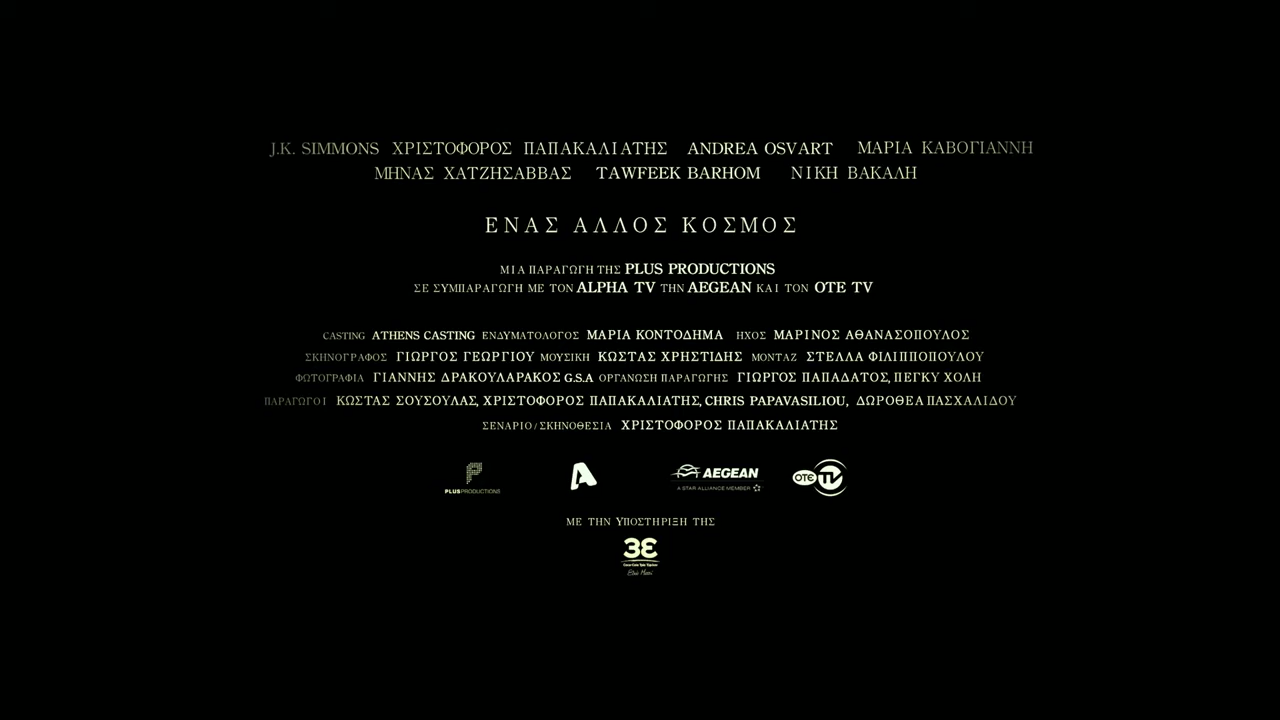 J.K. SIMMONS ΧΡΙΣΤΟΦΟΡΟΣ ΠΑΠΑΚΑΛΙΑΤΗΣ ANDREA OSVART ΜΑΡΙΑ ΚΑΒΟΓΙΑΝΝΗ
ΜΗΝΑΣ ΧΑΤΖΗΣΑΒΒΑΣ TAWFEEK BARHOM ΝΙΚΗ ΒΑΚΑΛΗ
ΕΝΑΣ ΑΛΛΟΣ ΚΟΣΜΟΣ
ΜΙΑ ΠΑΡΑΓΩΓΗ ΤΗΣ PLUS PRODUCTIONS
ΣΕ ΣΥΜΠΑΡΑΓΩΓΗ ΜΕ ΤΟΝ ALPHA TV ΤΗΝ AEGEAN ΚΑΙ ΤΟΝ OTE TV
CASTING ATHENS CASTING ΕΝΔΥΜΑΤΟΛΟΓΟΣ ΜΑΡΙΑ ΚΟΝΤΟΔΗΜΑ ΗΧΟΣ ΜΑΡΙΝΟΣ ΑΘΑΝΑΣΟΠΟΥΛΟΣ
ΣΚΗΝΟΓΡΑΦΟΣ ΓΙΩΡΓΟΣ ΓΕΩΡΓΙΟΥ ΜΟΥΣΙΚΗ ΚΩΣΤΑΣ ΧΡΗΣΤΙΔΗΣ ΜΟΝΤΑΖ ΣΤΕΛΛΑ ΦΙΛΙΠΠΟΠΟΥΛΟΥ
ΦΩΤΟΓΡΑΦΙΑ ΓΙΑΝΝΗΣ ΔΡΑΚΟΥΛΑΡΑΚΟΣ G.S.A ΟΡΓΑΝΩΣΗ ΠΑΡΑΓΩΓΗΣ ΓΙΩΡΓΟΣ ΠΑΠΑΔΑΤΟΣ, ΠΕΓΚΥ ΧΟΛΗ
ΠΑΡΑΓΩΓΟΙ ΚΩΣΤΑΣ ΣΟΥΣΟΥΛΑΣ, ΧΡΙΣΤΟΦΟΡΟΣ ΠΑΠΑΚΑΛΙΑΤΗΣ, CHRIS PAPAVASILIOU, ΔΩΡΟΘΕΑ ΠΑΣΧΑΛΙΔΟΥ
ΣΕΝΑΡΙΟ/ΣΚΗΝΟΘΕΣΙΑ ΧΡΙΣΤΟΦΟΡΟΣ ΠΑΠΑΚΑΛΙΑΤΗΣ
PLUSPRODUCTIONS A AEGEAN OTE TV
A STAR ALLIANCE MEMBER
ΜΕ ΤΗΝ ΥΠΟΣΤΗΡΙΞΗ ΤΗΣ
3E